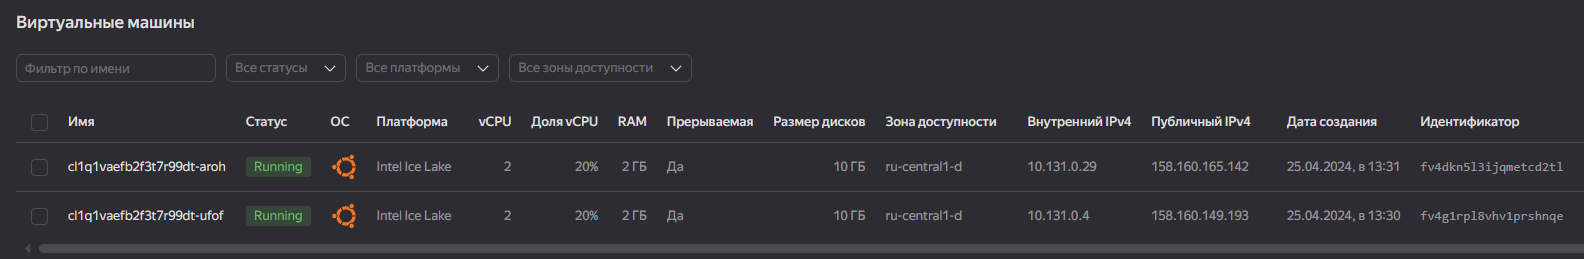 Виртуальные машины
Фильтр по имени Все статусы Все платформы Все зоны доступности
Имя Статус ОС Платформа vCPU Доля vCPU RAM Прерываемая Размер дисков Зона доступности Внутренний IPv4 Публичный IPv4 Дата создания Идентификатор
cl1q1vaefb2f3t7r99dt-aroh Running Intel Ice Lake 2 20% 2 ГБ Да 10 ГБ ru-central1-d 10.131.0.29 158.160.165.142 25.04.2024, в 13:31 fv4dkn5l3ijqmetcd2tl
cl1q1vaefb2f3t7r99dt-ufof Running Intel Ice Lake 2 20% 2 ГБ Да 10 ГБ ru-central1-d 10.131.0.4 158.160.149.193 25.04.2024, в 13:30 fv4g1rpl8vhv1prshnqe